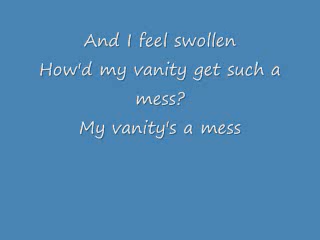 And I feel swollen
How'd my vanity get such a
mess?
My vanity's a mess